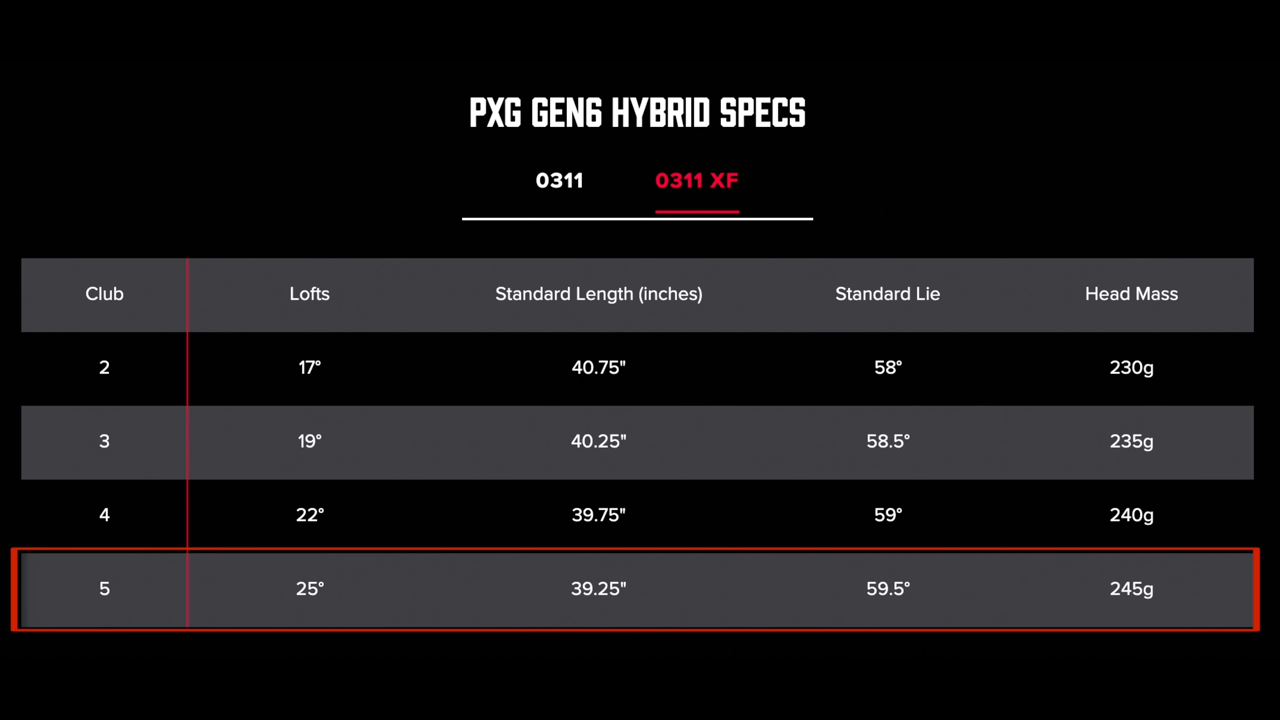 PXG GEN6 HYBRID SPECS
0311 0311 XF
Club Lofts Standard Length (inches) Standard Lie Head Mass
2 17° 40.75" 58° 230g
3 19° 40.25" 58.5° 235g
4 22° 39.75" 59° 240g
5 25° 39.25" 59.5° 245g